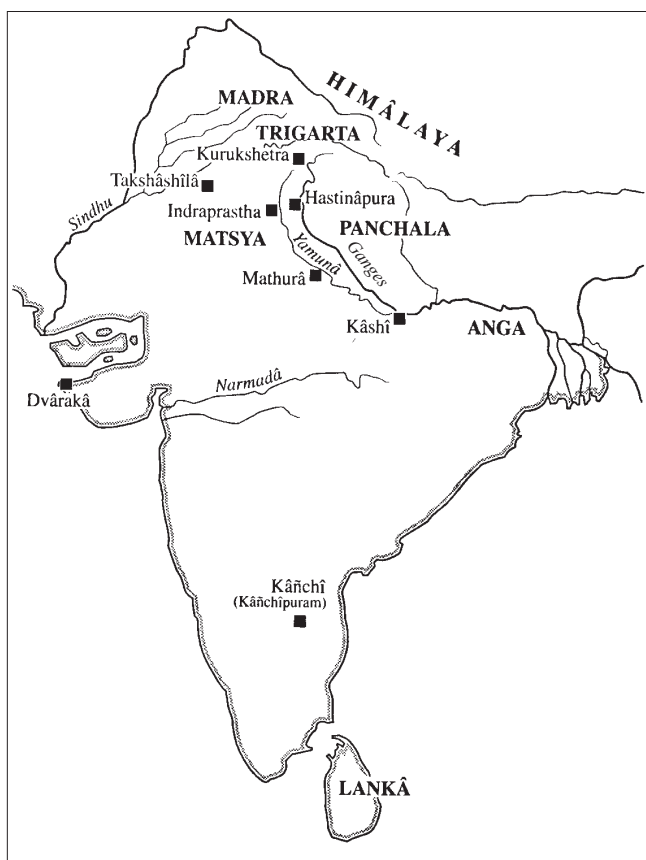 HIMÂLAYA
MADRA
TRIGARTA
Kurukshetra
Takshâshîlâ
Hastinâpura
Indraprastha
Sindhu
PANCHALA
MATSYA
Yamunâ
Ganges
Mathurâ
Kâshî
ANGA
Narmadâ
Dvârakâ
Kâñchî
(Kâñchîpuram)
LANKÂ